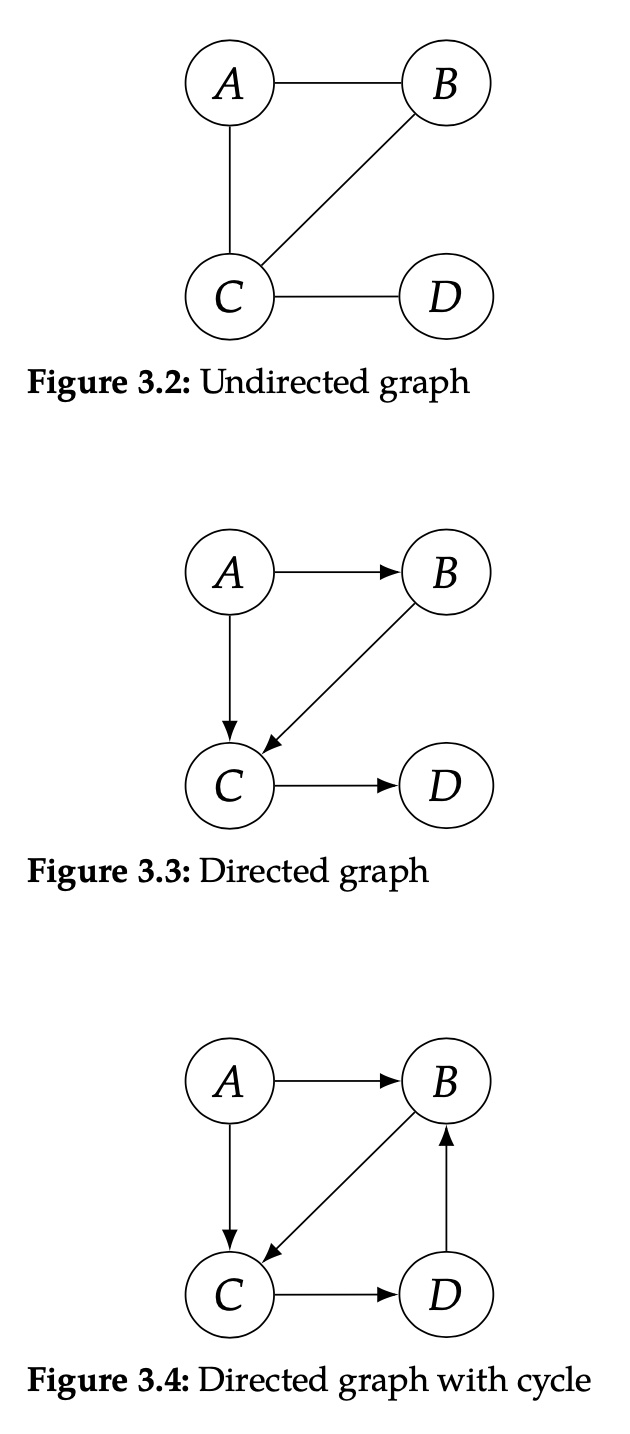 A B
C D
Figure 3.2: Undirected graph
A B
C D
Figure 3.3: Directed graph
A B
C D
Figure 3.4: Directed graph with cycle